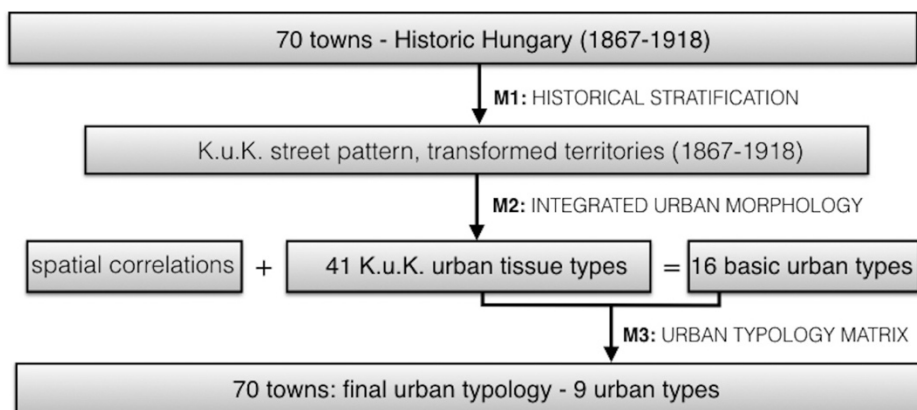 70 towns - Historic Hungary (1867-1918)
M1: HISTORICAL STRATIFICATION
K.u.K. street pattern, transformed territories (1867-1918)
M2: INTEGRATED URBAN MORPHOLOGY
spatial correlations + 41 K.u.K. urban tissue types = 16 basic urban types
M3: URBAN TYPOLOGY MATRIX
70 towns: final urban typology - 9 urban types